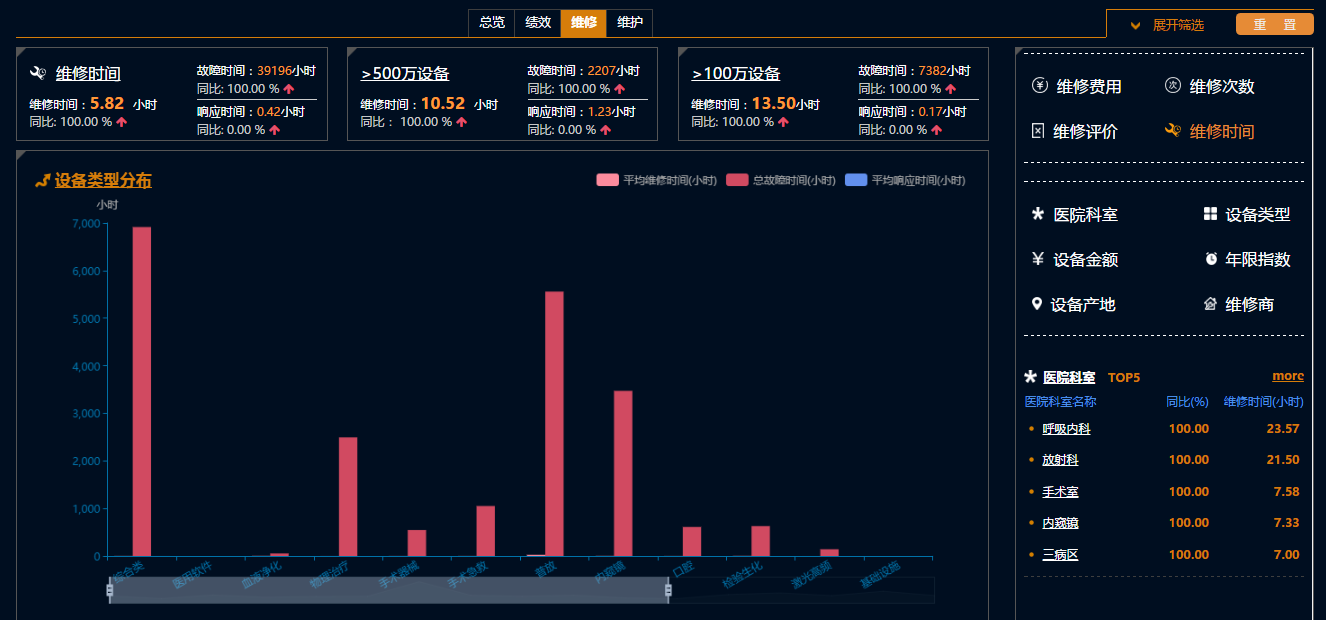 总览 绩效 维修 维护
展开筛选 重 置
维修时间
维修时间：5.82 小时
同比: 100.00 %
故障时间：39196小时
同比: 100.00 %
响应时间：0.42小时
同比: 0.00 %
>500万设备
维修时间：10.52 小时
同比： 100.00 %
故障时间：2207小时
同比: 100.00 %
响应时间：1.23小时
同比: 0.00 %
>100万设备
维修时间：13.50小时
同比: 100.00 %
故障时间：7382小时
同比: 100.00 %
响应时间：0.17小时
同比: 0.00 %
设备类型分布
平均维修时间(小时) 总故障时间(小时) 平均响应时间(小时)
小时
7,000
6,000
5,000
4,000
3,000
2,000
1,000
0
综合类 医用软件 血液净化 物理治疗 手术器械 手术急救 普放 内窥镜 口腔 检验生化 激光高频 基础设施
¥ 维修费用 次 维修次数
维修评价 维修时间
医院科室 设备类型
¥ 设备金额 年限指数
设备产地 维修商
医院科室 TOP5 more
医院科室名称 同比(%) 维修时间(小时)
呼吸内科 100.00 23.57
放射科 100.00 21.50
手术室 100.00 7.58
内窥镜 100.00 7.33
三病区 100.00 7.00